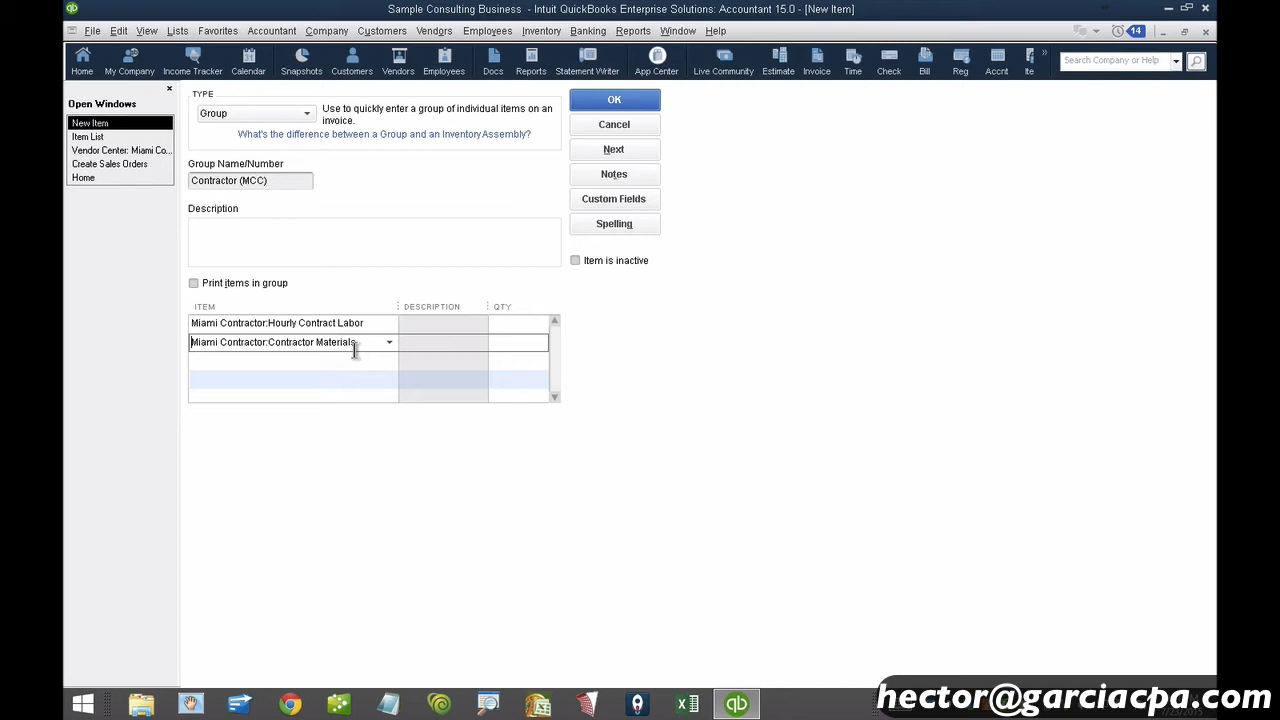 Sample Consulting Business - Intuit QuickBooks Enterprise Solutions: Accountant 15.0 - [New Item]
File Edit View Lists Favorites Accountant Company Customers Vendors Employees Inventory Banking Reports Window Help 14
Home My Company Income Tracker Calendar Snapshots Customers Vendors Employees Docs Reports Statement Writer App Center Live Community Estimate Invoice Time Check Bill Reg Accnt Ite » Search Company or Help
Open Windows
New Item
Item List
Vendor Center: Miami Co...
Create Sales Orders
Home
TYPE
Group
Use to quickly enter a group of individual items on an
invoice.
What's the difference between a Group and an Inventory Assembly?
Group Name/Number
Contractor (MCC)
Description
Print items in group
ITEM DESCRIPTION QTY
Miami Contractor:Hourly Contract Labor
Miami Contractor:Contractor Materials
OK
Cancel
Next
Notes
Custom Fields
Spelling
Item is inactive
hector@garciacpa.com